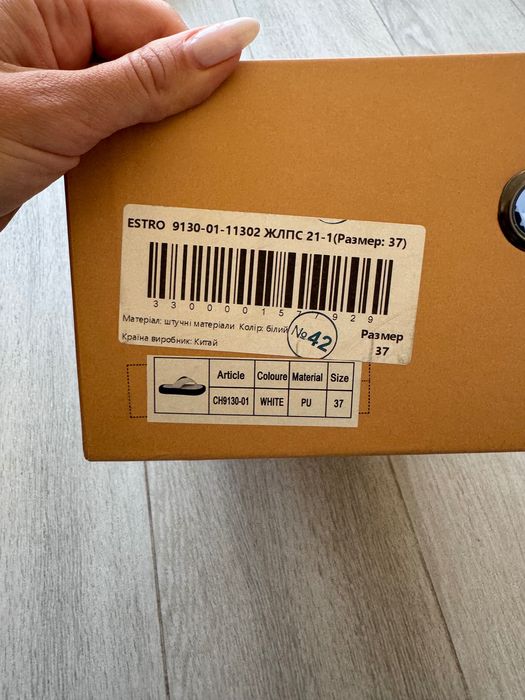 ESTRO 9130-01-11302 ЖЛПС 21-1(Размер: 37)
3300001571929
Матеріал: штучні матеріали Колір: білий
Країна виробник: Китай
№42
Размер
37
Article Coloure Material Size
CH9130-01 WHITE PU 37